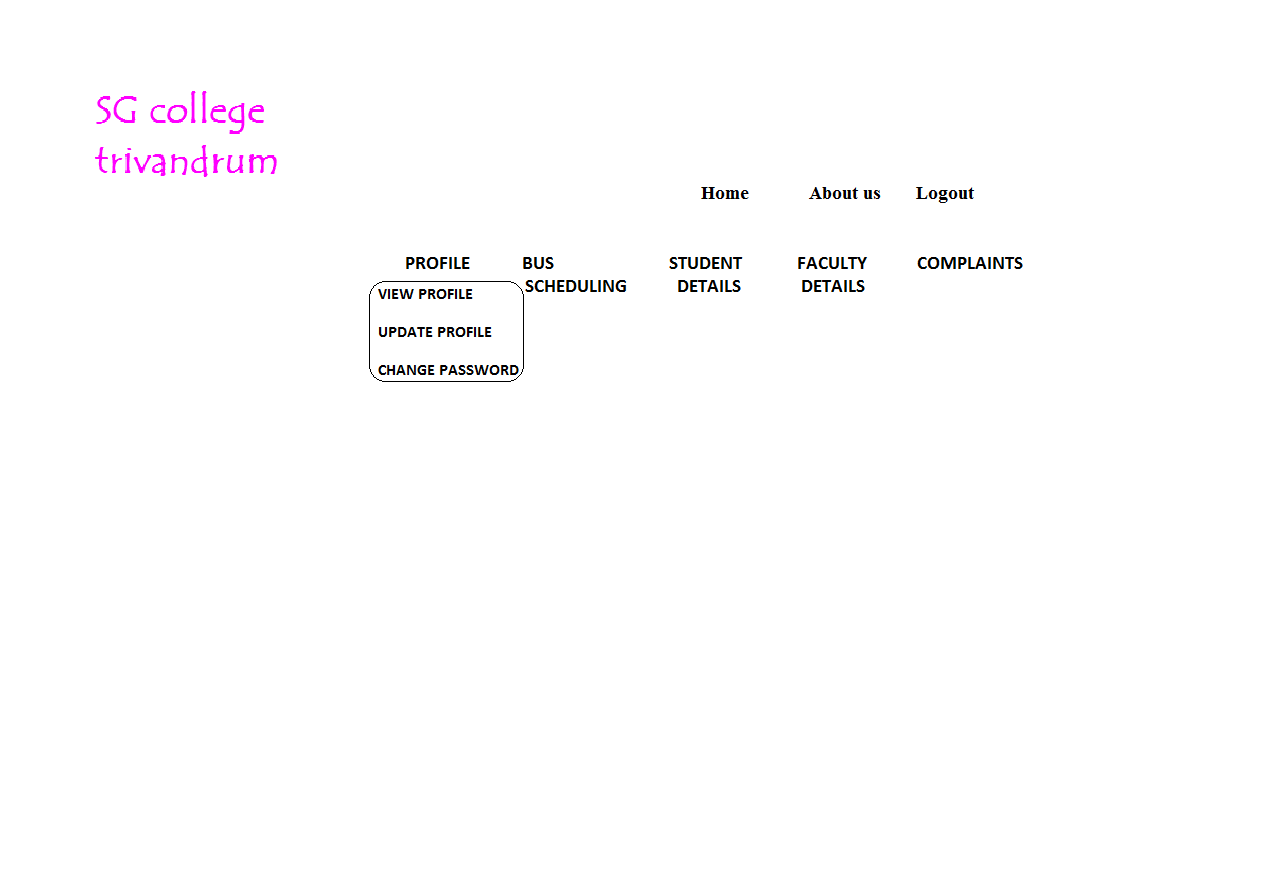 SG college
trivandrum
Home About us Logout
PROFILE BUS SCHEDULING STUDENT DETAILS FACULTY DETAILS COMPLAINTS
VIEW PROFILE
UPDATE PROFILE
CHANGE PASSWORD